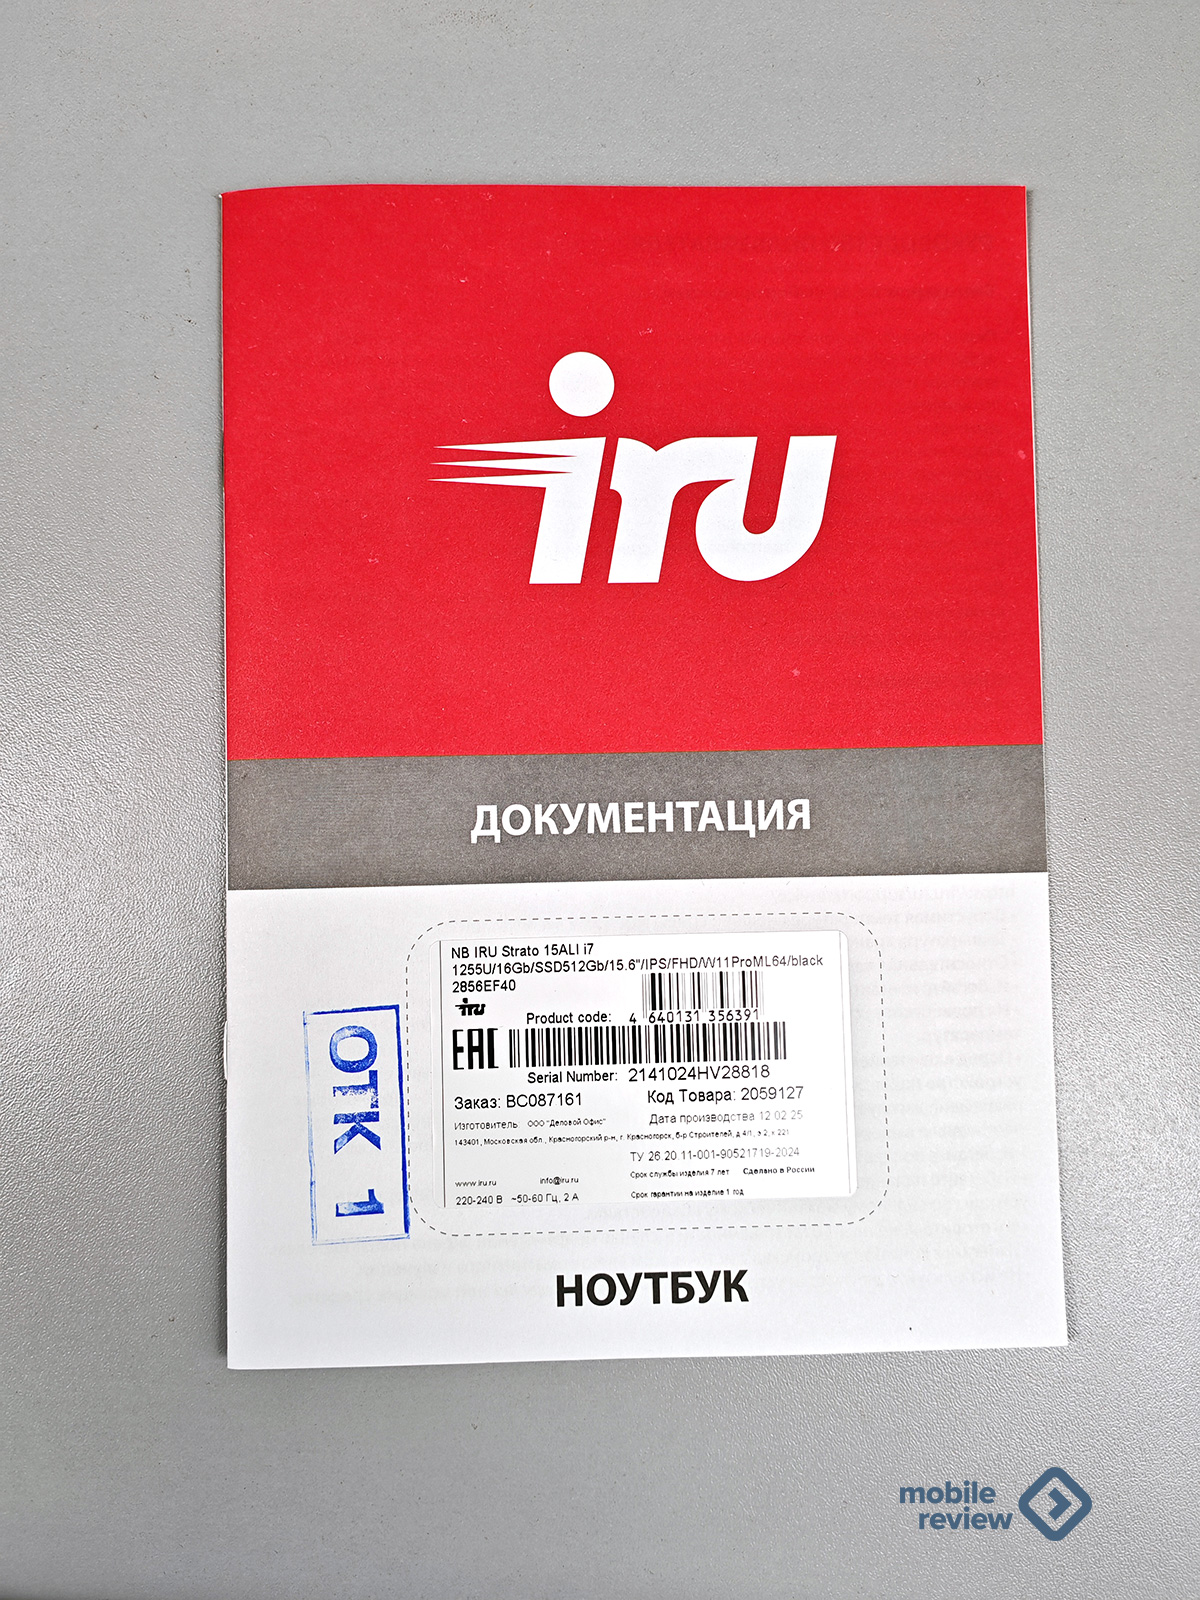 iru
ДОКУМЕНТАЦИЯ
NB IRU Strato 15ALI i7
1255U/16Gb/SSD512Gb/15.6"/IPS/FHD/W11ProML64/black
2856EF40
iru
Product code: 4 640131 356391
EAC
Serial Number: 2141024HV28818
Заказ: BC087161 Код Товара: 2059127
Изготовитель ООО "Деловой Офис" Дата производства 12 02 25
143401, Московская обл., Красногорский р-н, г. Красногорск, б-р Строителей, д 4/1, э 2, к 221
ТУ 26.20.11-001-90521719-2024
Срок службы изделия 7 лет Сделано в России
www.iru.ru info@iru.ru
220-240 В ~50-60 Гц, 2 А Срок гарантии на изделие 1 год
ОТК 1
НОУТБУК
mobile
review